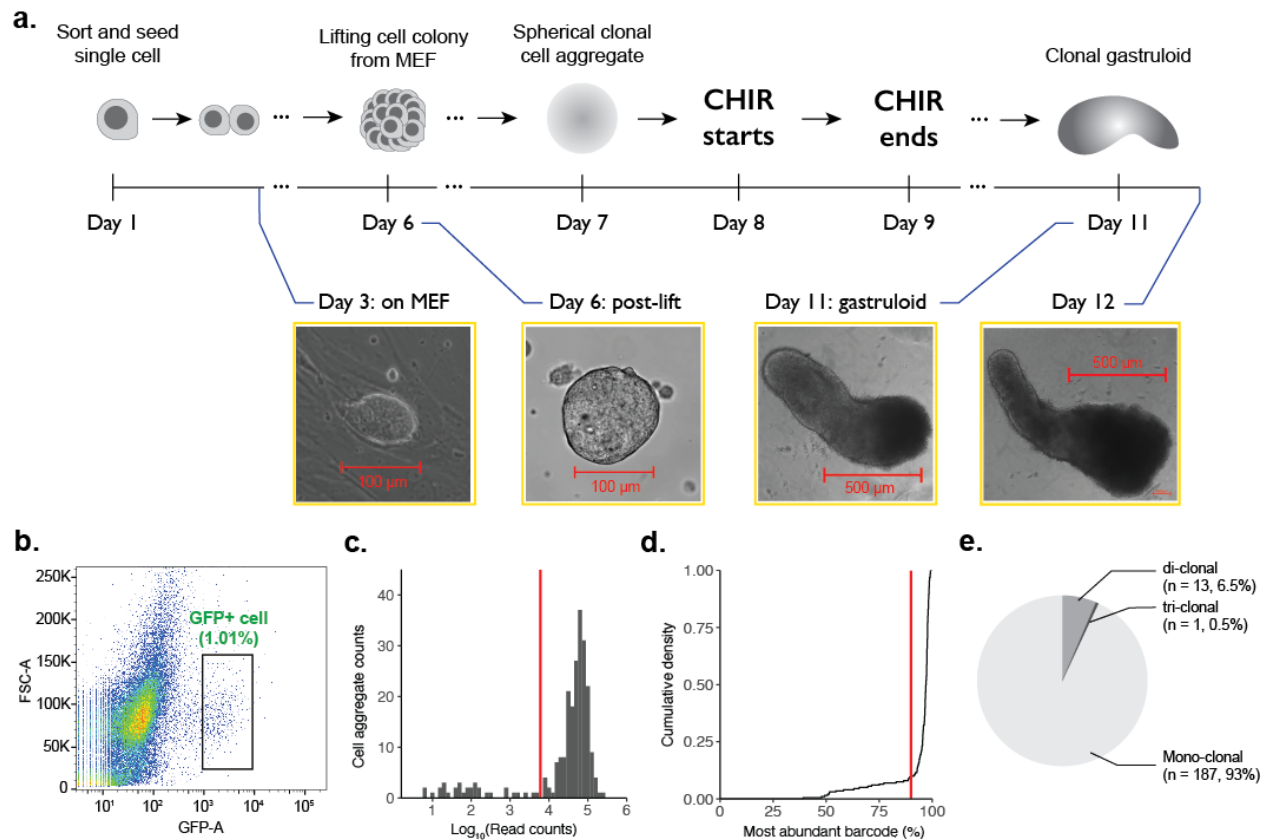 a.
Sort and seed
single cell
Lifting cell colony
from MEF
Spherical clonal
cell aggregate
Clonal gastruloid
CHIR
starts
CHIR
ends
... ... ...
... ... ...
Day 1
Day 6
Day 7
Day 8
Day 9
Day 11
Day 3: on MEF
Day 6: post-lift
Day 11: gastruloid
Day 12
100 µm
100 µm
500 µm
500 µm
b.
250K
200K
150K
100K
50K
0
FSC-A
GFP+ cell
(1.01%)
10¹ 10² 10³ 10⁴ 10⁵
GFP-A
c.
Cell aggregate counts
40
30
20
10
0
1 2 3 4 5 6
Log₁₀(Read counts)
d.
Cumulative density
1.00
0.75
0.50
0.25
0.00
0 25 50 75 100
Most abundant barcode (%)
e.
di-clonal
(n = 13, 6.5%)
tri-clonal
(n = 1, 0.5%)
Mono-clonal
(n = 187, 93%)